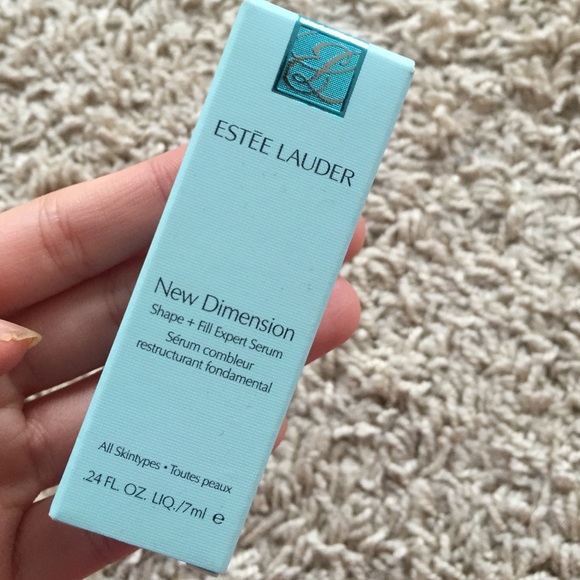 EL
ESTĒE LAUDER
New Dimension
Shape + Fill Expert Serum
Sérum combleur
restructurant fondamental
All Skintypes • Toutes peaux
.24 FL. OZ. LIQ./7ml ℮